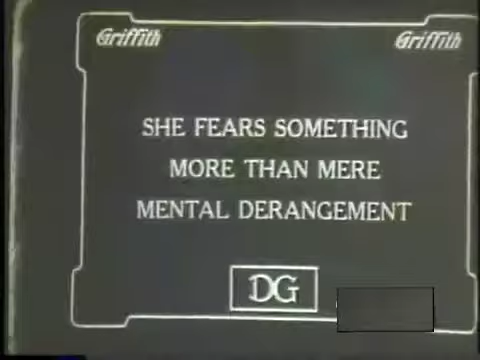 Griffith Griffith
SHE FEARS SOMETHING
MORE THAN MERE
MENTAL DERANGEMENT
DG